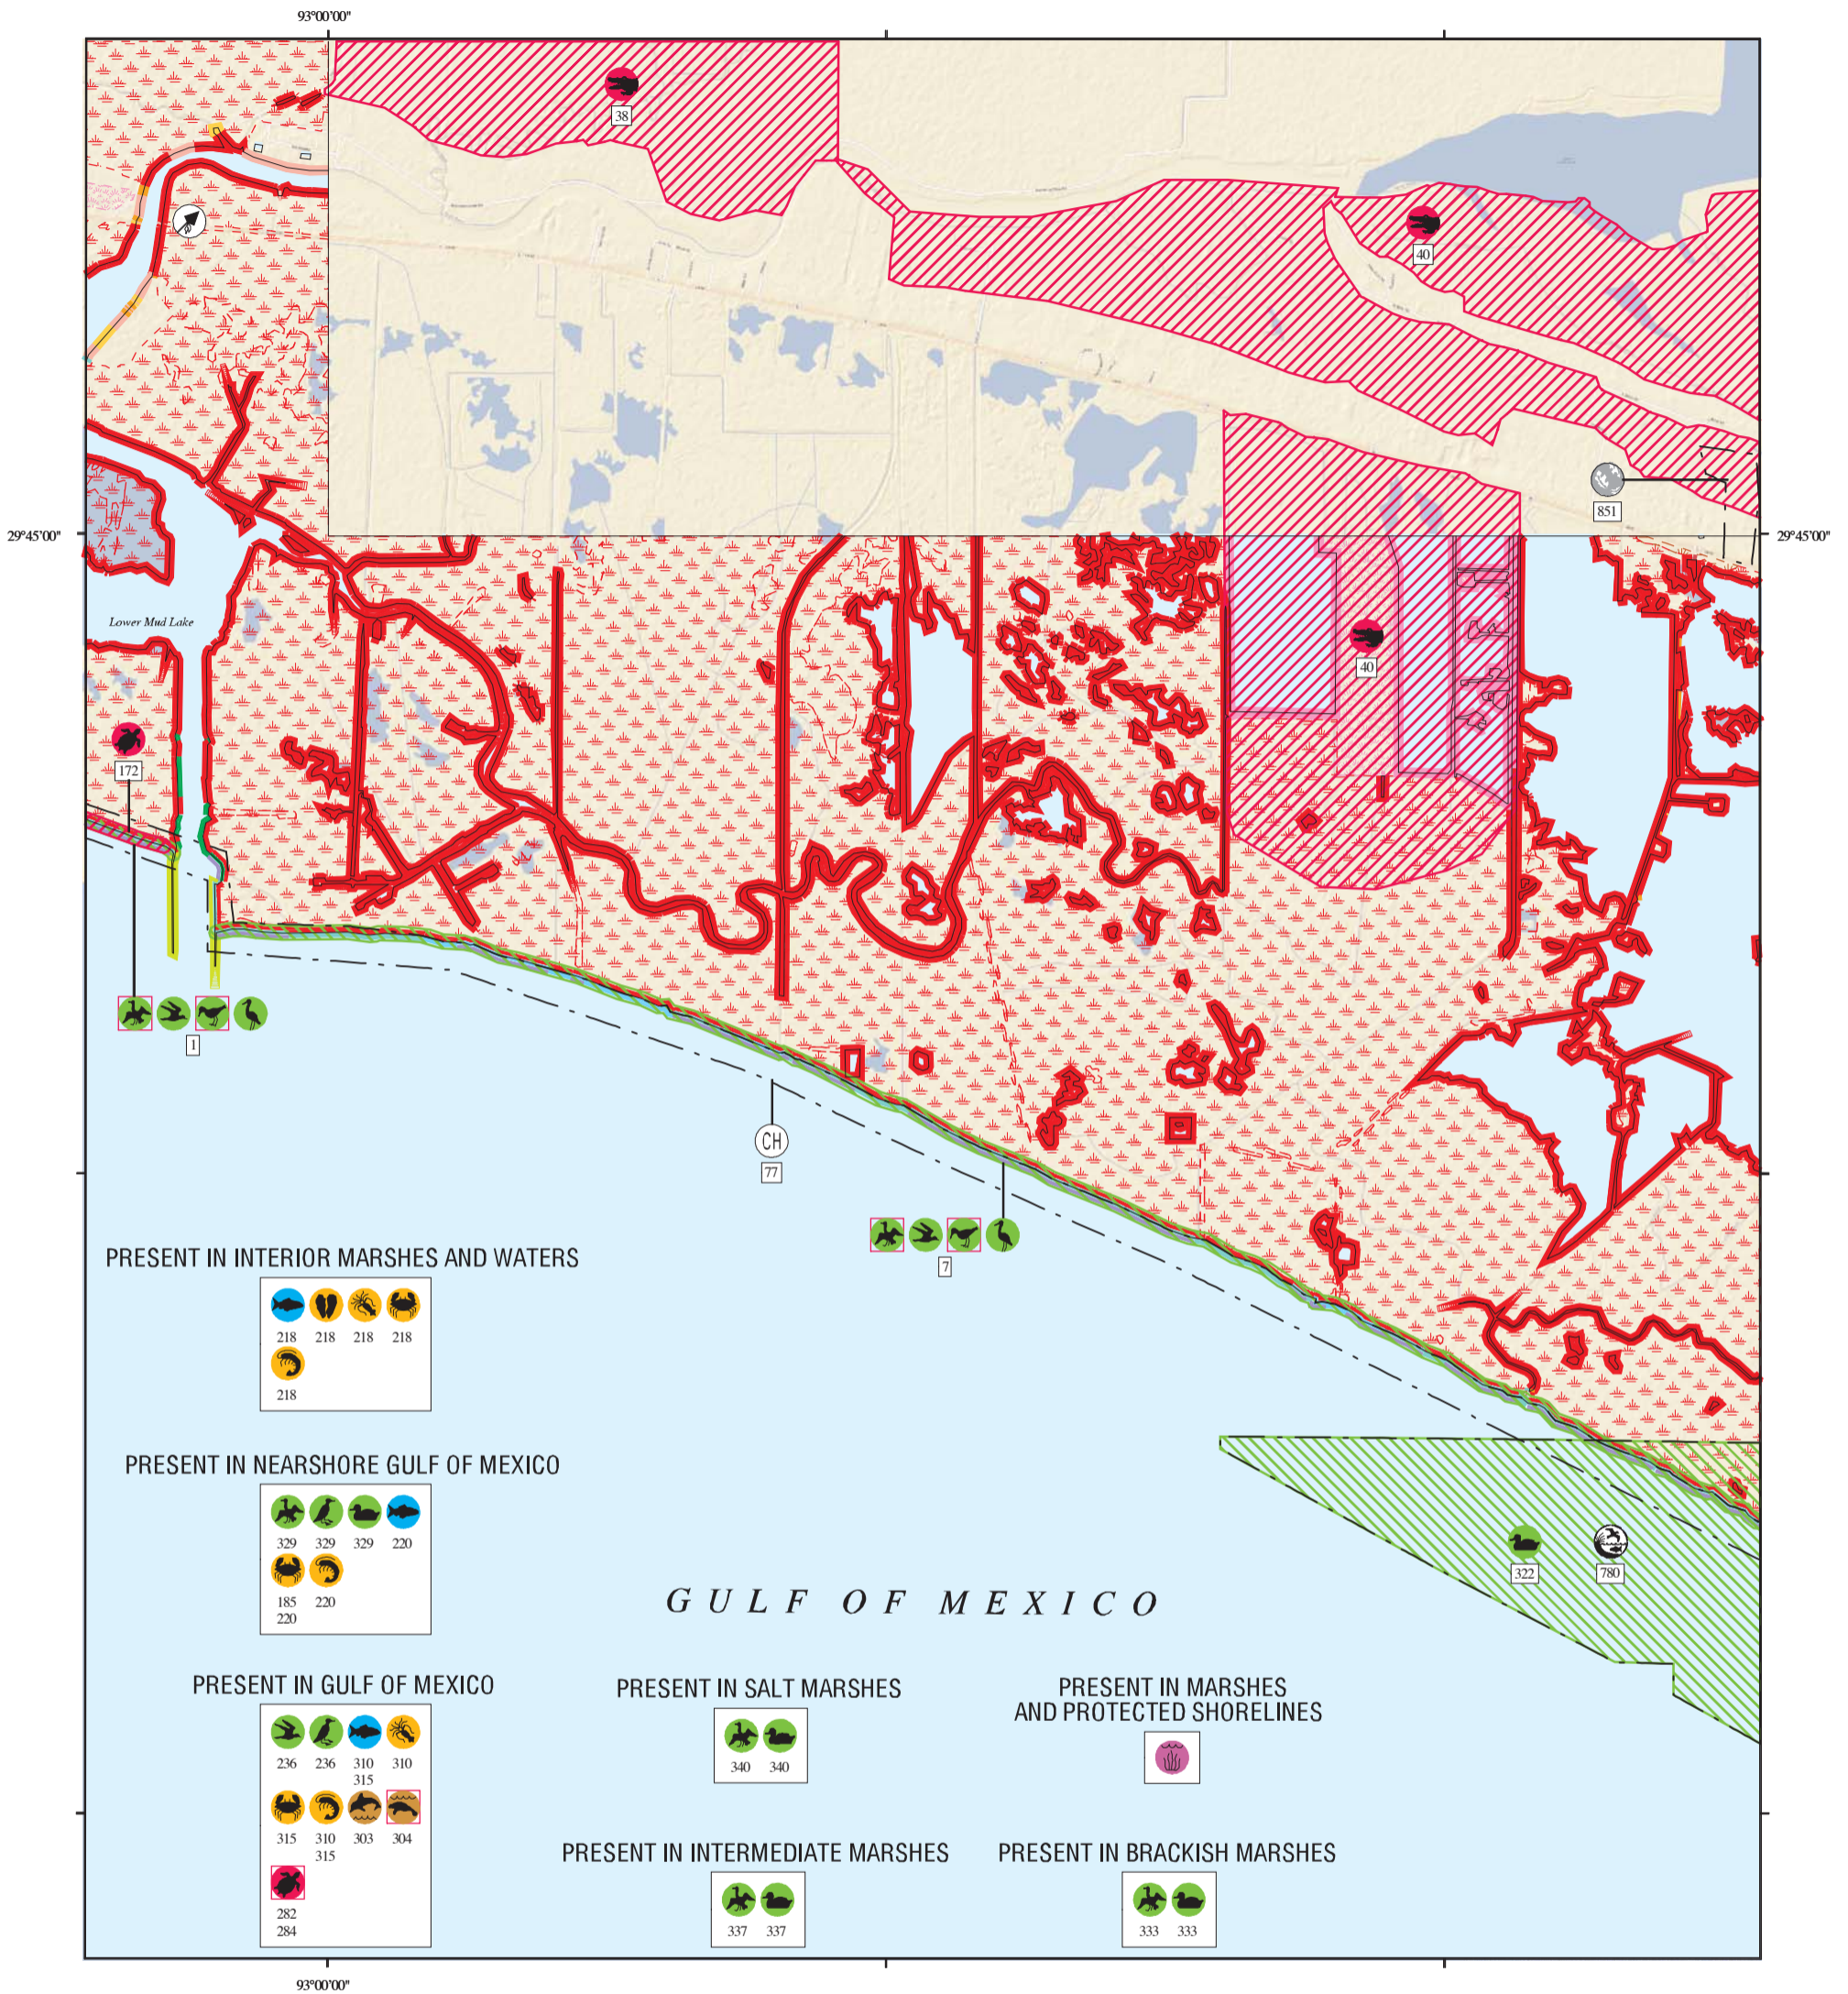 93°00'00"
38
40
851
29°45'00"
29°45'00"
Lower Mud Lake
40
172
1
CH
77
7
PRESENT IN INTERIOR MARSHES AND WATERS
218 218 218 218
218
PRESENT IN NEARSHORE GULF OF MEXICO
329 329 329 220
185 220
220
322 780
GULF OF MEXICO
PRESENT IN GULF OF MEXICO
236 236 310 310
315
315 310 303 304
315
282
284
PRESENT IN SALT MARSHES
340 340
PRESENT IN MARSHES
AND PROTECTED SHORELINES
PRESENT IN INTERMEDIATE MARSHES
337 337
PRESENT IN BRACKISH MARSHES
333 333
93°00'00"